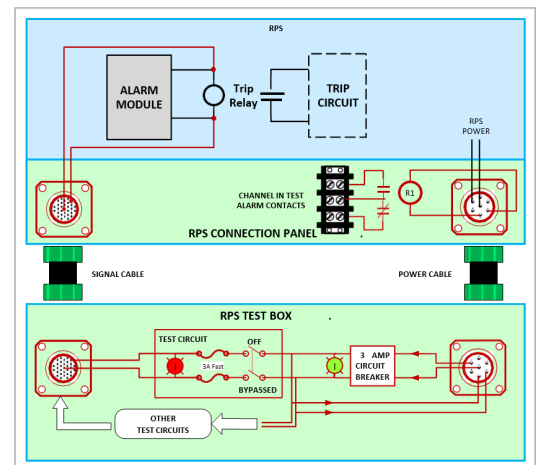 RPS
ALARM
MODULE
Trip
Relay
TRIP
CIRCUIT
RPS
POWER
CHANNEL IN TEST
ALARM CONTACTS
R1
RPS CONNECTION PANEL .
SIGNAL CABLE
POWER CABLE
RPS TEST BOX .
TEST CIRCUIT
OFF
3A Fast
BYPASSED
3 AMP
CIRCUIT
BREAKER
OTHER
TEST CIRCUITS